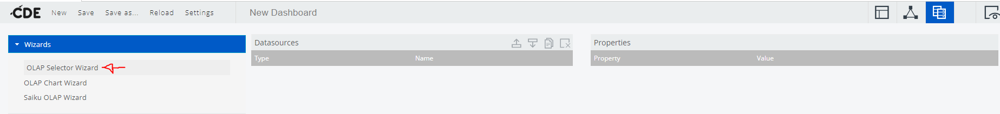 CDE New Save Save as... Reload Settings New Dashboard
Wizards
OLAP Selector Wizard
OLAP Chart Wizard
Saiku OLAP Wizard
Datasources
Type Name
Properties
Property Value